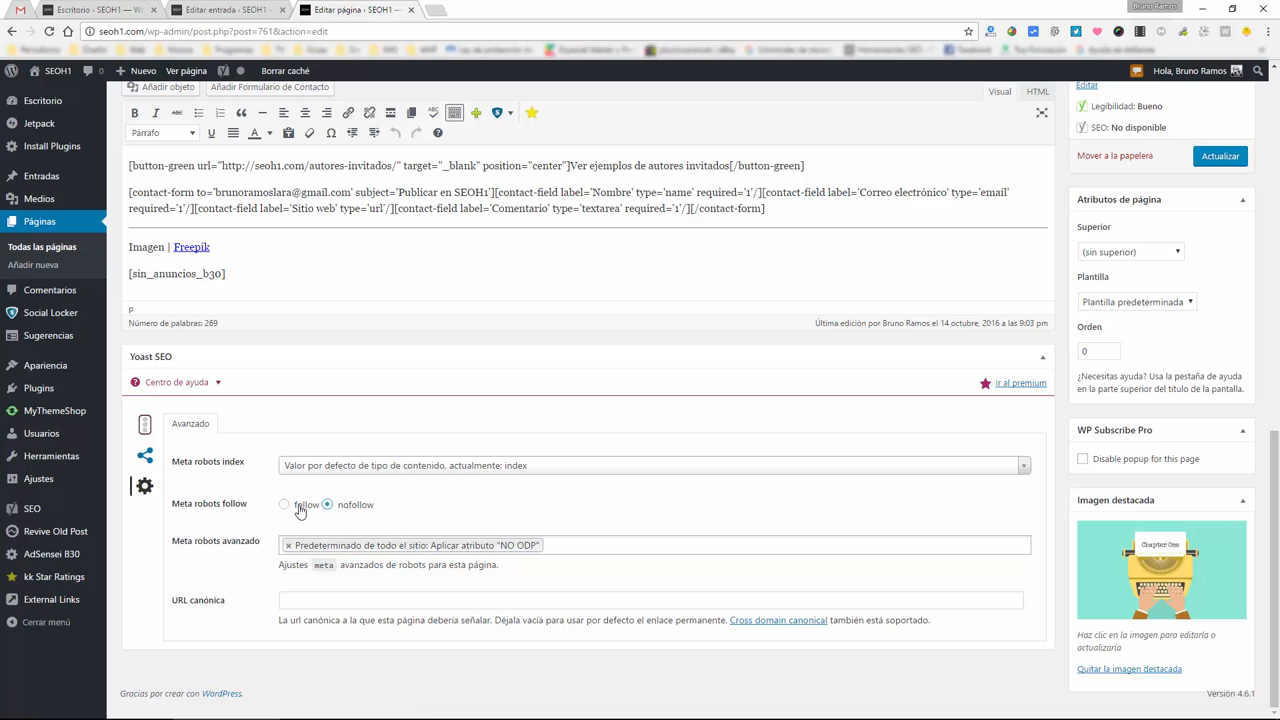 Escritorio ‹ SEOH1 — Wo
Editar entrada ‹ SEOH1 —
Editar página ‹ SEOH1 —
Bruno Ramos
seoh1.com/wp-admin/post.php?post=761&action=edit
SEOH1
0
Nuevo
Ver página
Borrar caché
Hola, Bruno Ramos
Escritorio
Jetpack
Install Plugins
Entradas
Medios
Páginas
Todas las páginas
Añadir nueva
Comentarios
Social Locker
Sugerencias
Apariencia
Plugins
MyThemeShop
Usuarios
Herramientas
Ajustes
SEO
Revive Old Post
AdSensei B30
kk Star Ratings
External Links
Cerrar menú
Añadir objeto
Añadir Formulario de Contacto
Visual
HTML
Párrafo
[button-green url="http://seoh1.com/autores-invitados/" target="_blank" position="center"]Ver ejemplos de autores invitados[/button-green]
[contact-form to='brunoramoslara@gmail.com' subject='Publicar en SEOH1'][contact-field label='Nombre' type='name' required='1'/][contact-field label='Correo electrónico' type='email'
required='1'/][contact-field label='Sitio web' type='url'/][contact-field label='Comentario' type='textarea' required='1'/][/contact-form]
Imagen | Freepik
[sin_anuncios_b30]
p
Número de palabras: 269
Última edición por Bruno Ramos el 14 octubre, 2016 a las 9:03 pm
Yoast SEO
Centro de ayuda
Ir al premium
Avanzado
Meta robots index
Valor por defecto de tipo de contenido, actualmente: index
Meta robots follow
follow
nofollow
Meta robots avanzado
× Predeterminado de todo el sitio: Aplicar atributo "NO ODP"
Ajustes meta avanzados de robots para esta página.
URL canónica
La url canónica a la que esta página debería señalar. Déjala vacía para usar por defecto el enlace permanente. Cross domain canonical también está soportado.
Gracias por crear con WordPress.
Versión 4.6.1
Editar
Legibilidad: Bueno
SEO: No disponible
Mover a la papelera
Actualizar
Atributos de página
Superior
(sin superior)
Plantilla
Plantilla predeterminada
Orden
0
¿Necesitas ayuda? Usa la pestaña de ayuda
en la parte superior del título de la pantalla.
WP Subscribe Pro
Disable popup for this page
Imagen destacada
Chapter One
Haz clic en la imagen para editarla o
actualizarla
Quitar la imagen destacada